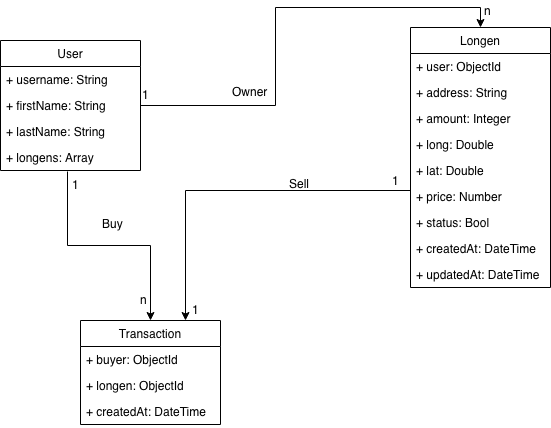 User
+ username: String
+ firstName: String
+ lastName: String
+ longens: Array
1
Owner
n
Longen
+ user: ObjectId
+ address: String
+ amount: Integer
+ long: Double
+ lat: Double
+ price: Number
+ status: Bool
+ createdAt: DateTime
+ updatedAt: DateTime
1
Sell
1
1
Buy
n
Transaction
+ buyer: ObjectId
+ longen: ObjectId
+ createdAt: DateTime